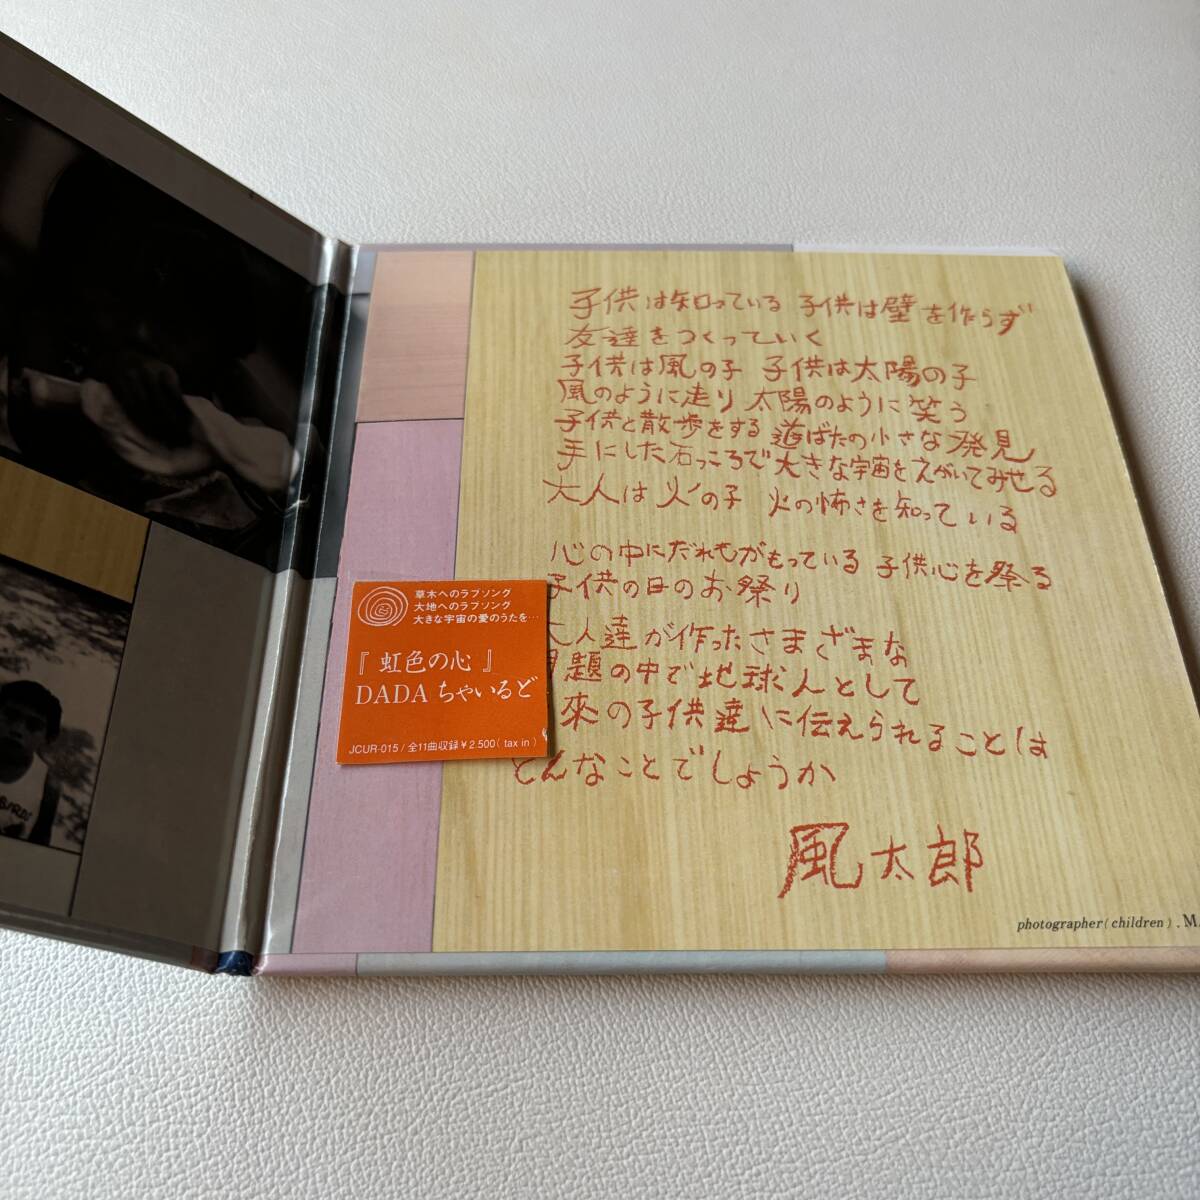 子供は知っている 子供は壁を作らず
友達をつくっていく
子供は風の子 子供は太陽の子
風のように走り 太陽のように笑う
子供と散歩をする 遊ばたの小さな発見
手にした石っころで大きな宇宙をえがいてみせる
大人は火の子 火の怖さを知っている
心の中にだれもがもっている 子供心を祭る
子供の日のお祭り
大人達が作ったさまざまな
題の中で地球人として
来の子供達に伝えられることは
どんなことでしょうか
風太郎
photographer(children).M.
草木へのラブソング
大地へのラブソング
大きな宇宙の愛のうたを…
『虹色の心』
DADAちゃいるど
JCUR-015/全11曲収録￥2.500(tax in)